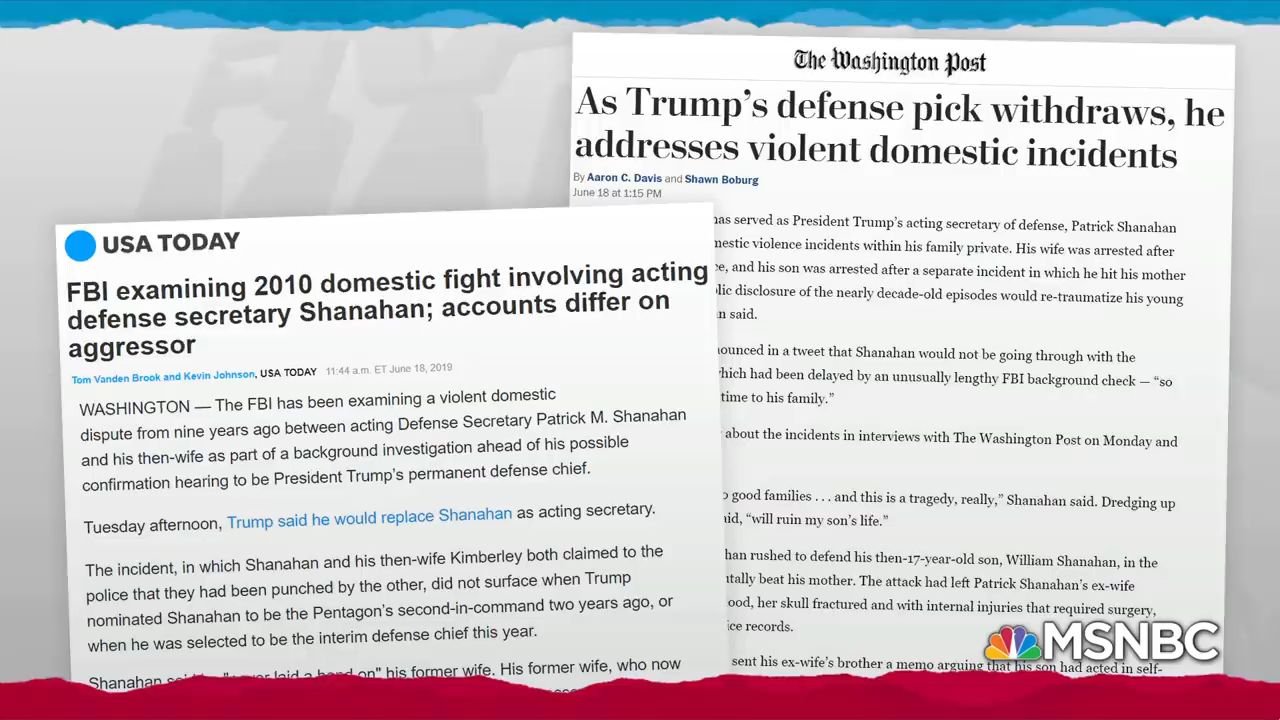 The Washington Post
As Trump's defense pick withdraws, he
addresses violent domestic incidents
By Aaron C. Davis and Shawn Boburg
June 18 at 1:15 PM
has served as President Trump's acting secretary of defense, Patrick Shanahan
mestic violence incidents within his family private. His wife was arrested after
ce, and his son was arrested after a separate incident in which he hit his mother
lic disclosure of the nearly decade-old episodes would re-traumatize his young
n said.
nounced in a tweet that Shanahan would not be going through with the
which had been delayed by an unusually lengthy FBI background check — “so
time to his family.”
about the incidents in interviews with The Washington Post on Monday and
o good families . . . and this is a tragedy, really,” Shanahan said. Dredging up
aid, “will ruin my son's life.”
han rushed to defend his then-17-year-old son, William Shanahan, in the
tally beat his mother. The attack had left Patrick Shanahan's ex-wife
ood, her skull fractured and with internal injuries that required surgery,
ice records.
sent his ex-wife's brother a memo arguing that his son had acted in self-
USA TODAY
FBI examining 2010 domestic fight involving acting
defense secretary Shanahan; accounts differ on
aggressor
Tom Vanden Brook and Kevin Johnson, USA TODAY 11:44 a.m. ET June 18, 2019
WASHINGTON — The FBI has been examining a violent domestic
dispute from nine years ago between acting Defense Secretary Patrick M. Shanahan
and his then-wife as part of a background investigation ahead of his possible
confirmation hearing to be President Trump's permanent defense chief.
Tuesday afternoon, Trump said he would replace Shanahan as acting secretary.
The incident, in which Shanahan and his then-wife Kimberley both claimed to the
police that they had been punched by the other, did not surface when Trump
nominated Shanahan to be the Pentagon's second-in-command two years ago, or
when he was selected to be the interim defense chief this year.
Shanahan on" his former wife. His former wife, who now
MSNBC